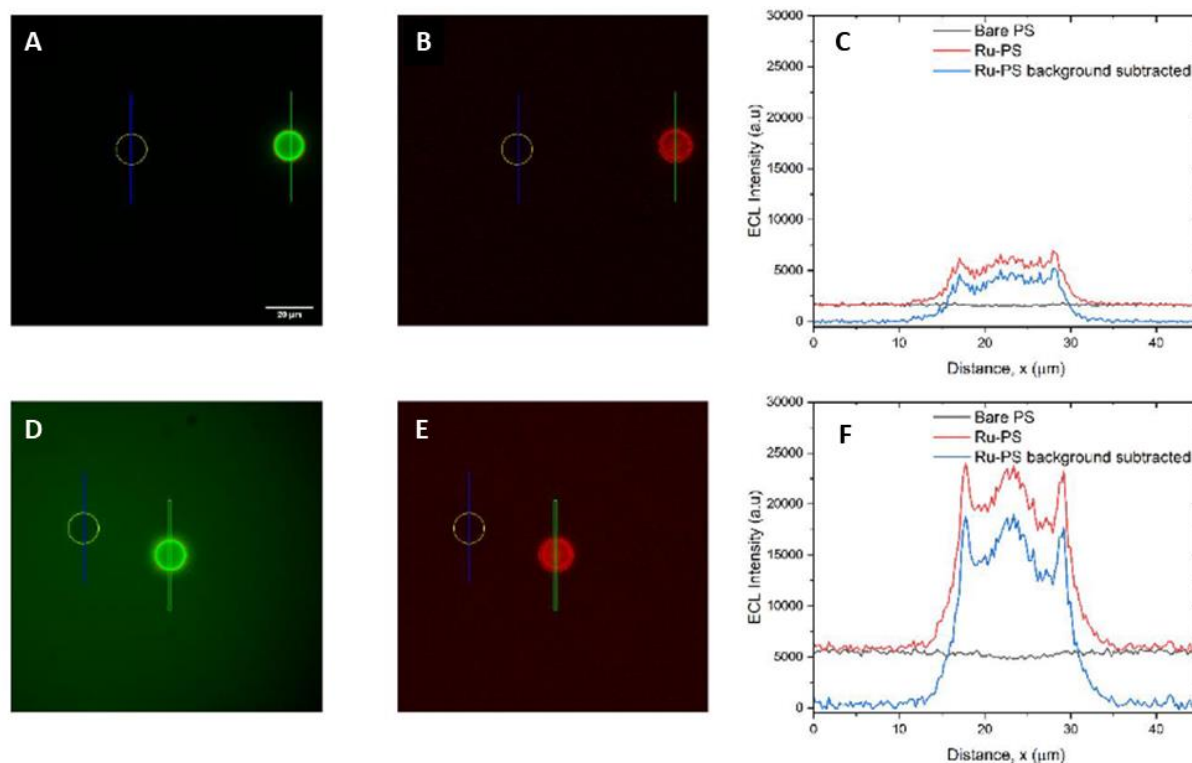 A
20 µm
B
C
30000
25000
20000
15000
10000
5000
0
ECL Intensity (a.u)
Bare PS
Ru-PS
Ru-PS background subtracted
0 10 20 30 40
Distance, x (µm)
D
E
F
30000
25000
20000
15000
10000
5000
0
ECL Intensity (a.u)
Bare PS
Ru-PS
Ru-PS background subtracted
0 10 20 30 40
Distance, x (µm)